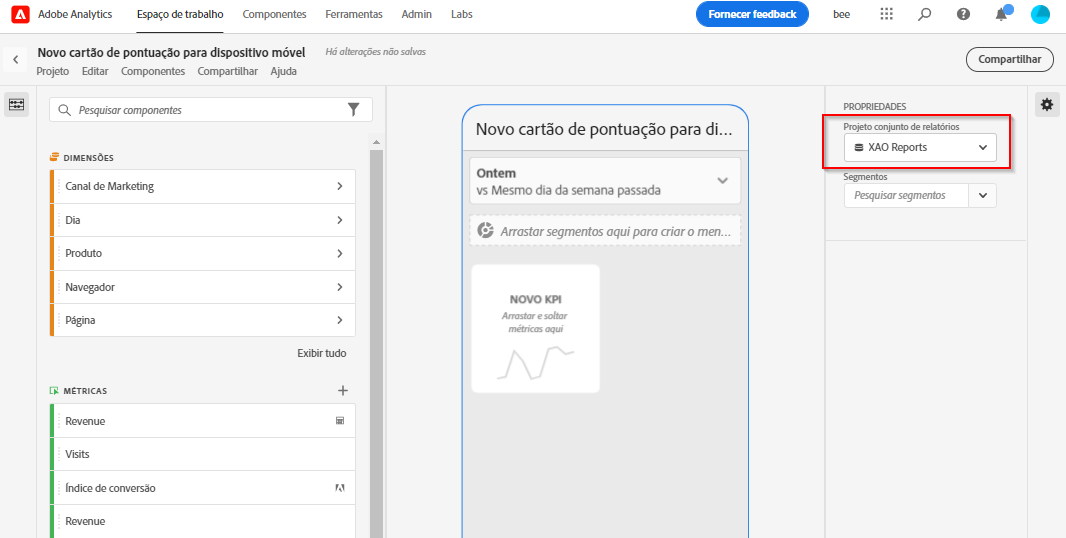 Adobe Analytics
Espaço de trabalho
Componentes
Ferramentas
Admin
Labs
Fornecer feedback
bee
Novo cartão de pontuação para dispositivo móvel
Há alterações não salvas
Projeto
Editar
Componentes
Compartilhar
Ajuda
Compartilhar
Pesquisar componentes
DIMENSÕES
Canal de Marketing
Dia
Produto
Navegador
Página
Exibir tudo
MÉTRICAS
Revenue
Visits
Índice de conversão
Revenue
Novo cartão de pontuação para di...
Ontem
vs Mesmo dia da semana passada
Arrastar segmentos aqui para criar o men...
NOVO KPI
Arrastar e soltar
métricas aqui
PROPRIEDADES
Projeto conjunto de relatórios
XAO Reports
Segmentos
Pesquisar segmentos